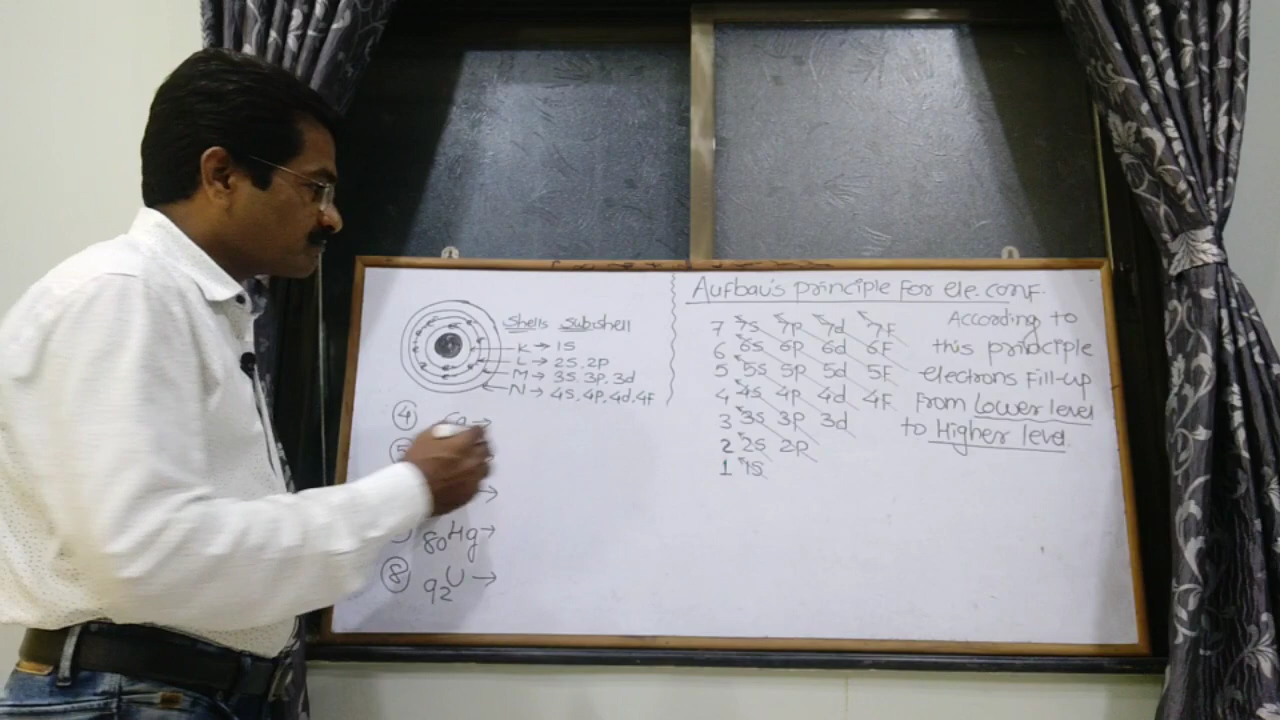 Shells Subshell
K → 1S
L → 2S, 2P
M → 3S, 3P, 3d
N → 4S, 4P, 4d, 4F
4
5
→
80Hg →
8 92U →
Aufbau's principle For ele. conF.
7 7S 7P 7d 7F
6 6S 6P 6d 6F
5 5S 5P 5d 5F
4 4S 4P 4d 4F
3 3S 3P 3d
2 2S 2P
1 1S
According to
this principle
electrons Fill-up
From Lower level
to Higher level.